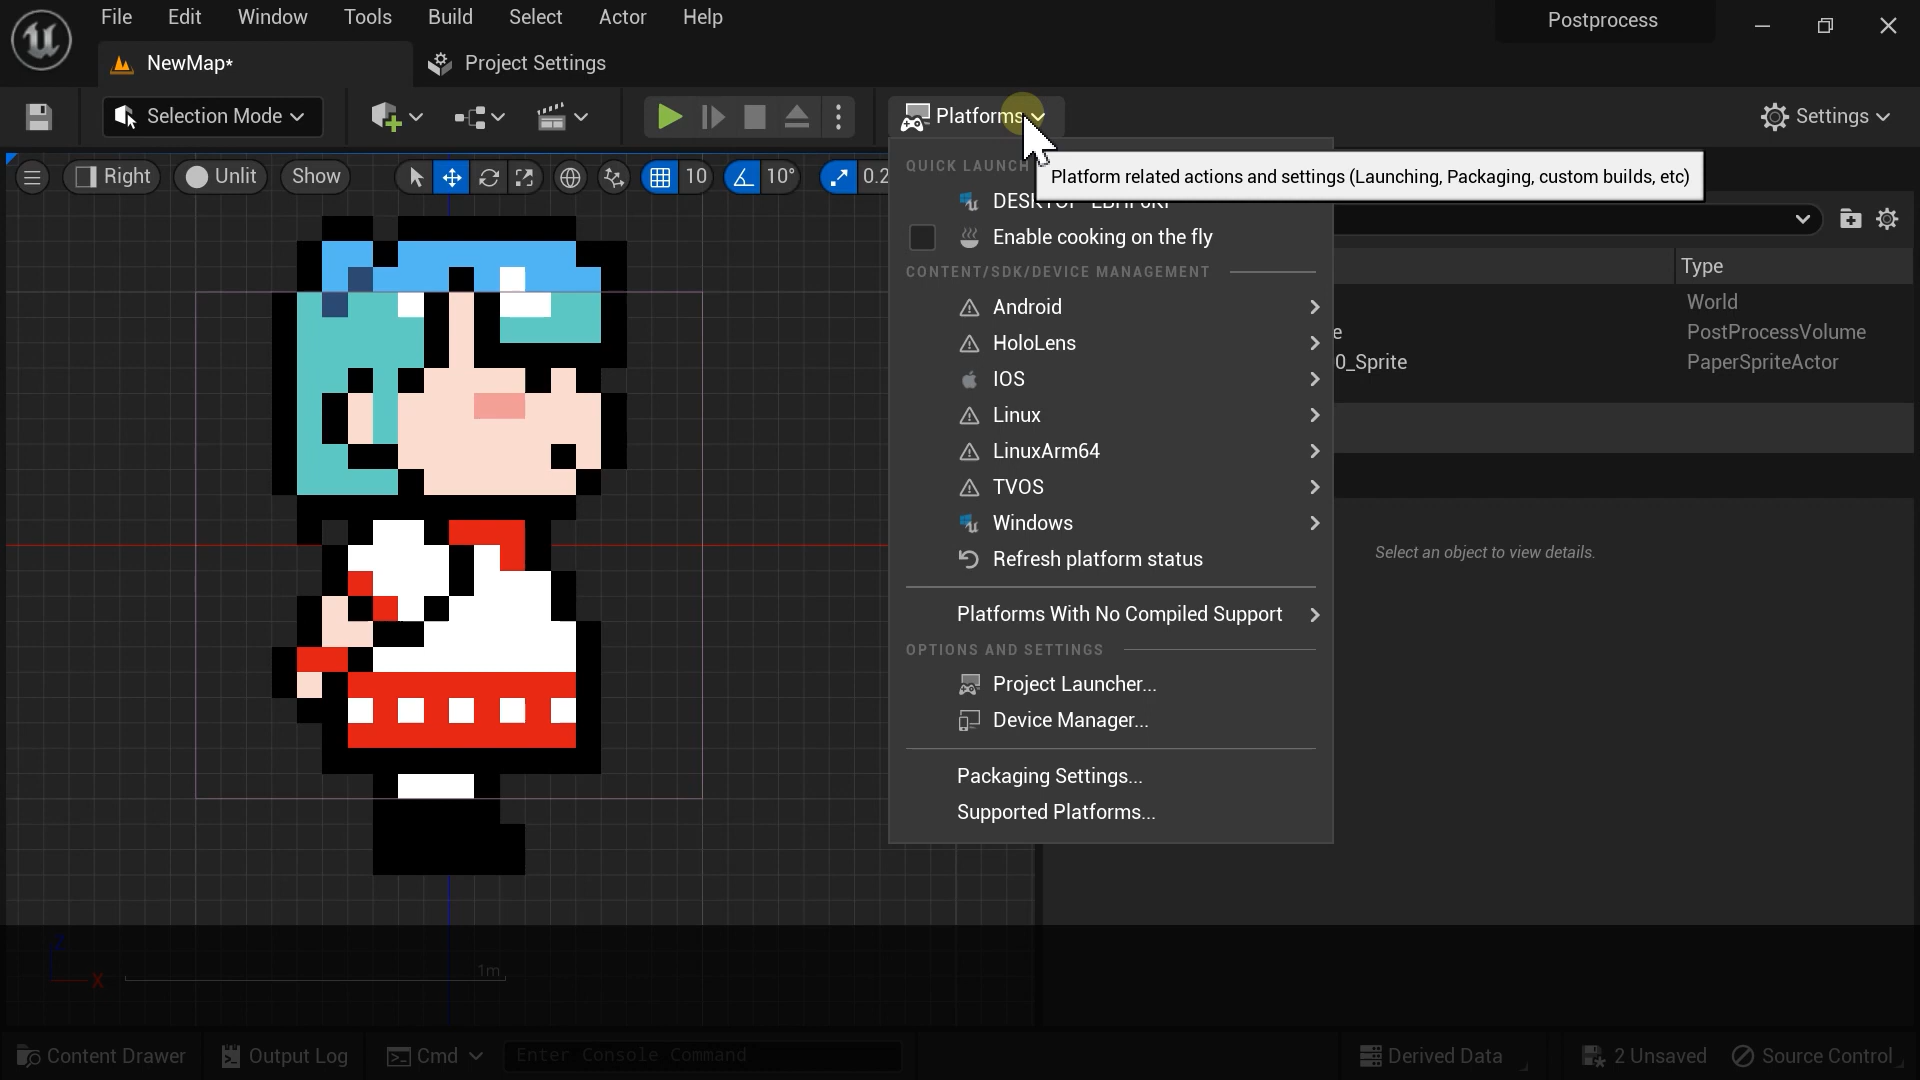 File Edit Window Tools Build Select Actor Help
Postprocess
NewMap*
Project Settings
Selection Mode
Platforms
Settings
Right
Unlit
Show
10
10°
0.2
QUICK LAUNCH
Platform related actions and settings (Launching, Packaging, custom builds, etc)
Enable cooking on the fly
CONTENT/SDK/DEVICE MANAGEMENT
Type
Android
World
HoloLens
e
PostProcessVolume
IOS
0_Sprite
PaperSpriteActor
Linux
LinuxArm64
TVOS
Windows
Select an object to view details.
Refresh platform status
Platforms With No Compiled Support
OPTIONS AND SETTINGS
Project Launcher...
Device Manager...
Packaging Settings...
Supported Platforms...
Z
X
1m
Content Drawer
Output Log
Cmd
Enter Console Command
Derived Data
2 Unsaved
Source Control